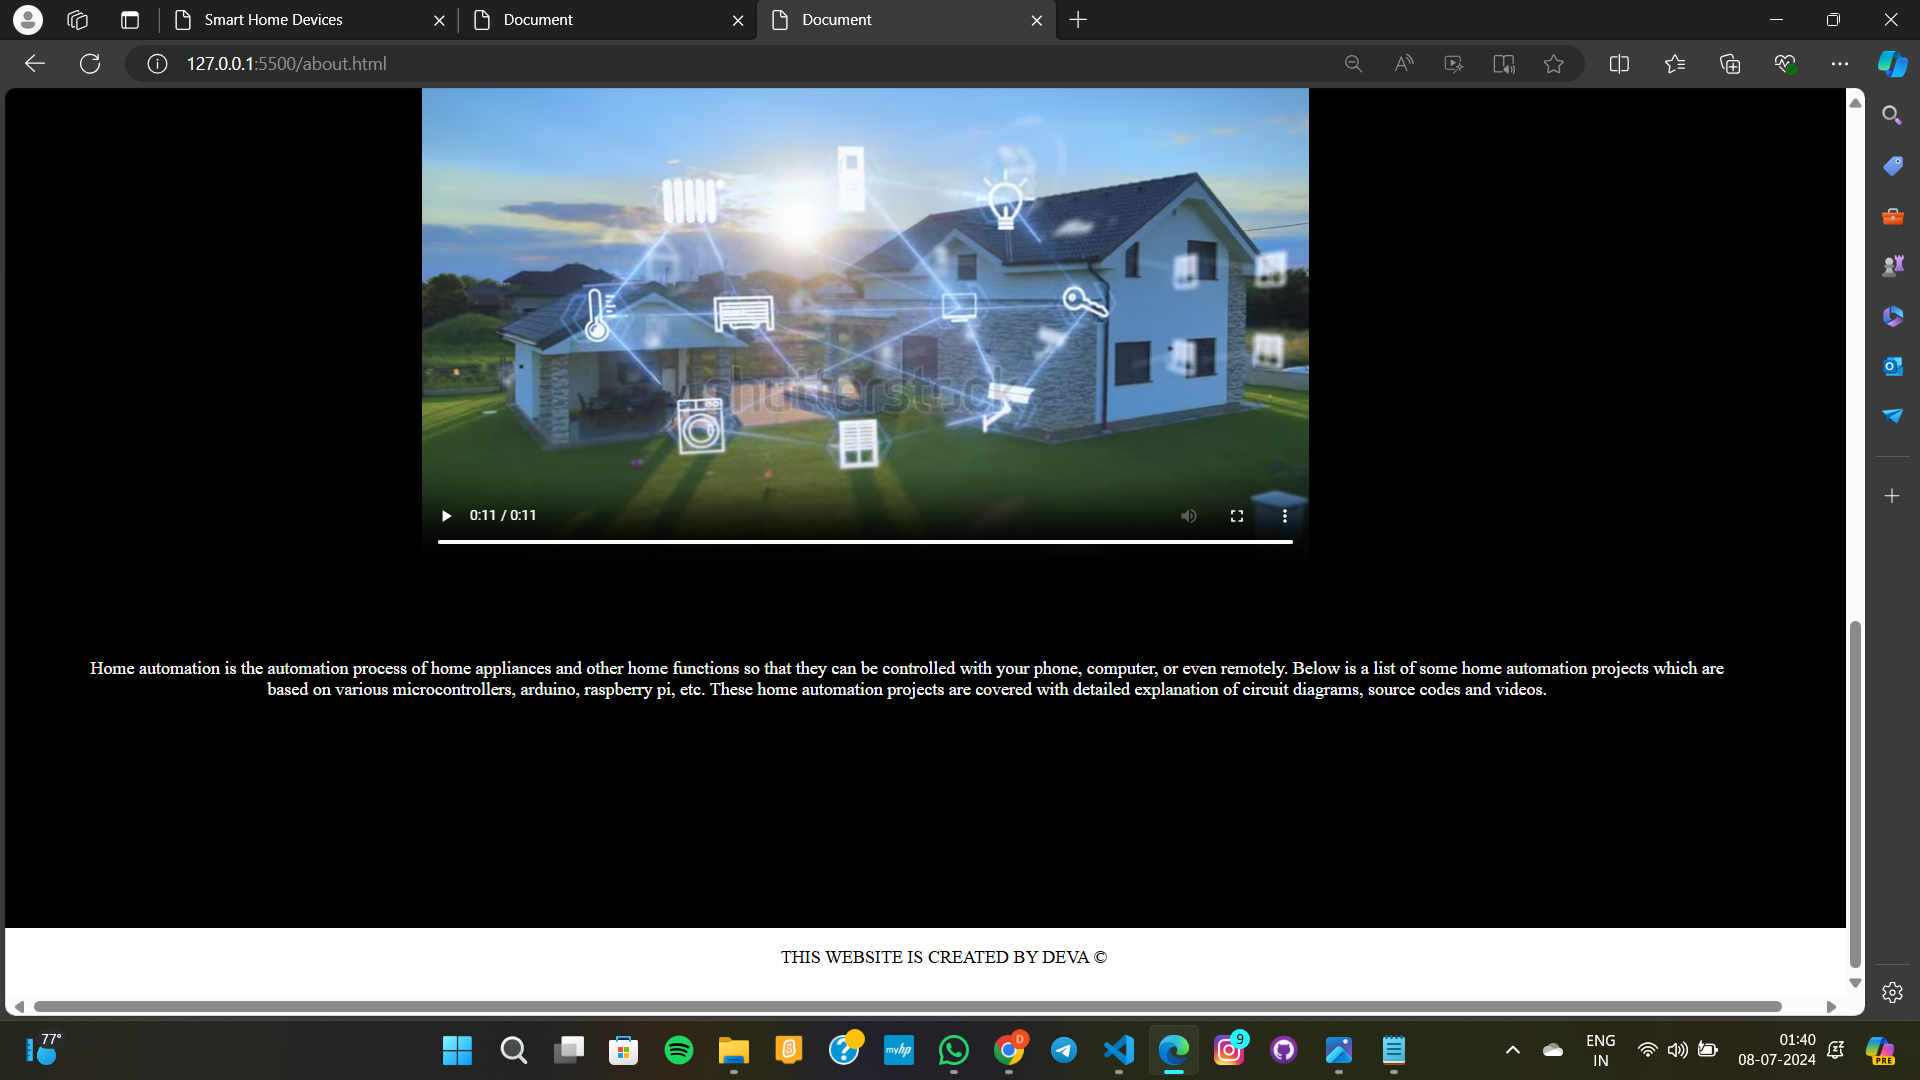 Smart Home Devices
Document
Document
127.0.0.1:5500/about.html
shutterstock
0:11 / 0:11
Home automation is the automation process of home appliances and other home functions so that they can be controlled with your phone, computer, or even remotely. Below is a list of some home automation projects which are
based on various microcontrollers, arduino, raspberry pi, etc. These home automation projects are covered with detailed explanation of circuit diagrams, source codes and videos.
THIS WEBSITE IS CREATED BY DEVA ©
77°
myhp
D
9
ENG
IN
01:40
08-07-2024
PRE